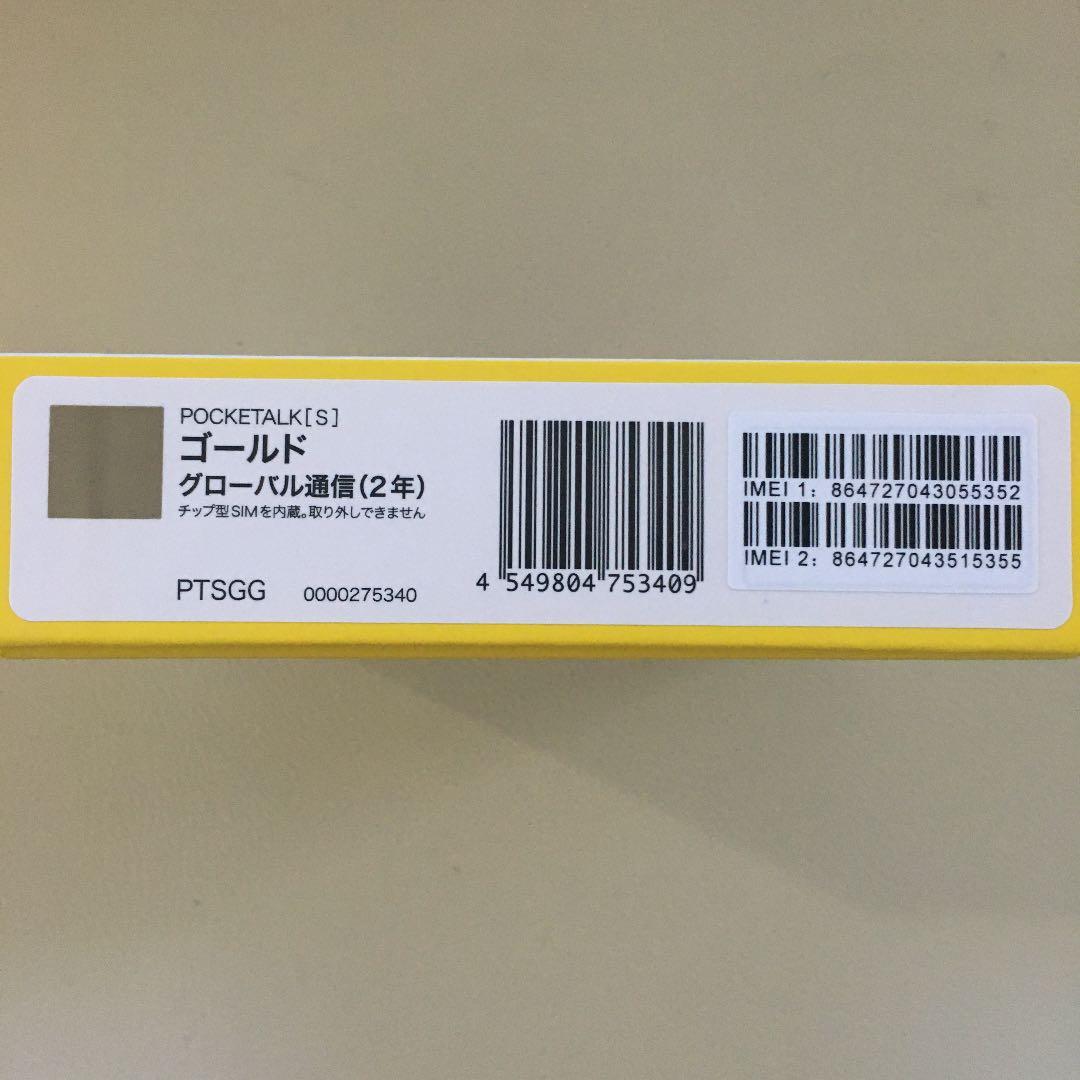 POCKETALK[S]
ゴールド
グローバル通信(2年)
チップ型SIMを内蔵。取り外しできません
PTSGG 0000275340
4 549804 753409
IMEI 1: 864727043055352
IMEI 2: 864727043515355